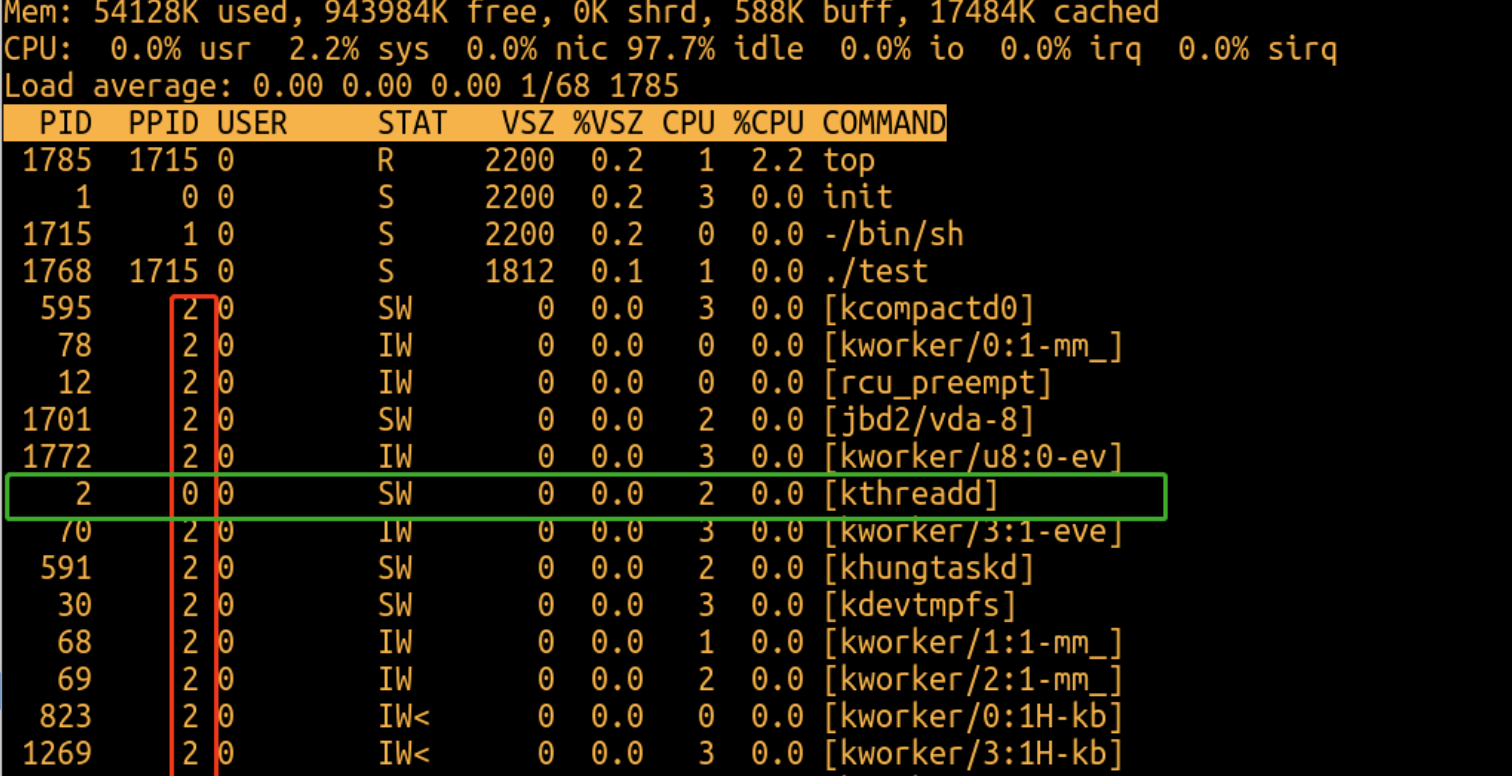 Mem: 54128K used, 943984K free, 0K shrd, 588K buff, 17484K cached
CPU:  0.0% usr  2.2% sys  0.0% nic 97.7% idle  0.0% io  0.0% irq  0.0% sirq
Load average: 0.00 0.00 0.00 1/68 1785
  PID  PPID USER     STAT   VSZ %VSZ CPU %CPU COMMAND
 1785  1715 0        R     2200  0.2   1  2.2 top
    1     0 0        S     2200  0.2   3  0.0 init
 1715     1 0        S     2200  0.2   0  0.0 -/bin/sh
 1768  1715 0        S     1812  0.1   1  0.0 ./test
  595     2 0        SW       0  0.0   3  0.0 [kcompactd0]
   78     2 0        IW       0  0.0   0  0.0 [kworker/0:1-mm_]
   12     2 0        IW       0  0.0   0  0.0 [rcu_preempt]
 1701     2 0        SW       0  0.0   2  0.0 [jbd2/vda-8]
 1772     2 0        IW       0  0.0   3  0.0 [kworker/u8:0-ev]
    2     0 0        SW       0  0.0   2  0.0 [kthreadd]
   70     2 0        IW       0  0.0   3  0.0 [kworker/3:1-eve]
  591     2 0        SW       0  0.0   2  0.0 [khungtaskd]
   30     2 0        SW       0  0.0   3  0.0 [kdevtmpfs]
   68     2 0        IW       0  0.0   1  0.0 [kworker/1:1-mm_]
   69     2 0        IW       0  0.0   2  0.0 [kworker/2:1-mm_]
  823     2 0        IW<      0  0.0   0  0.0 [kworker/0:1H-kb]
 1269     2 0        IW<      0  0.0   3  0.0 [kworker/3:1H-kb]